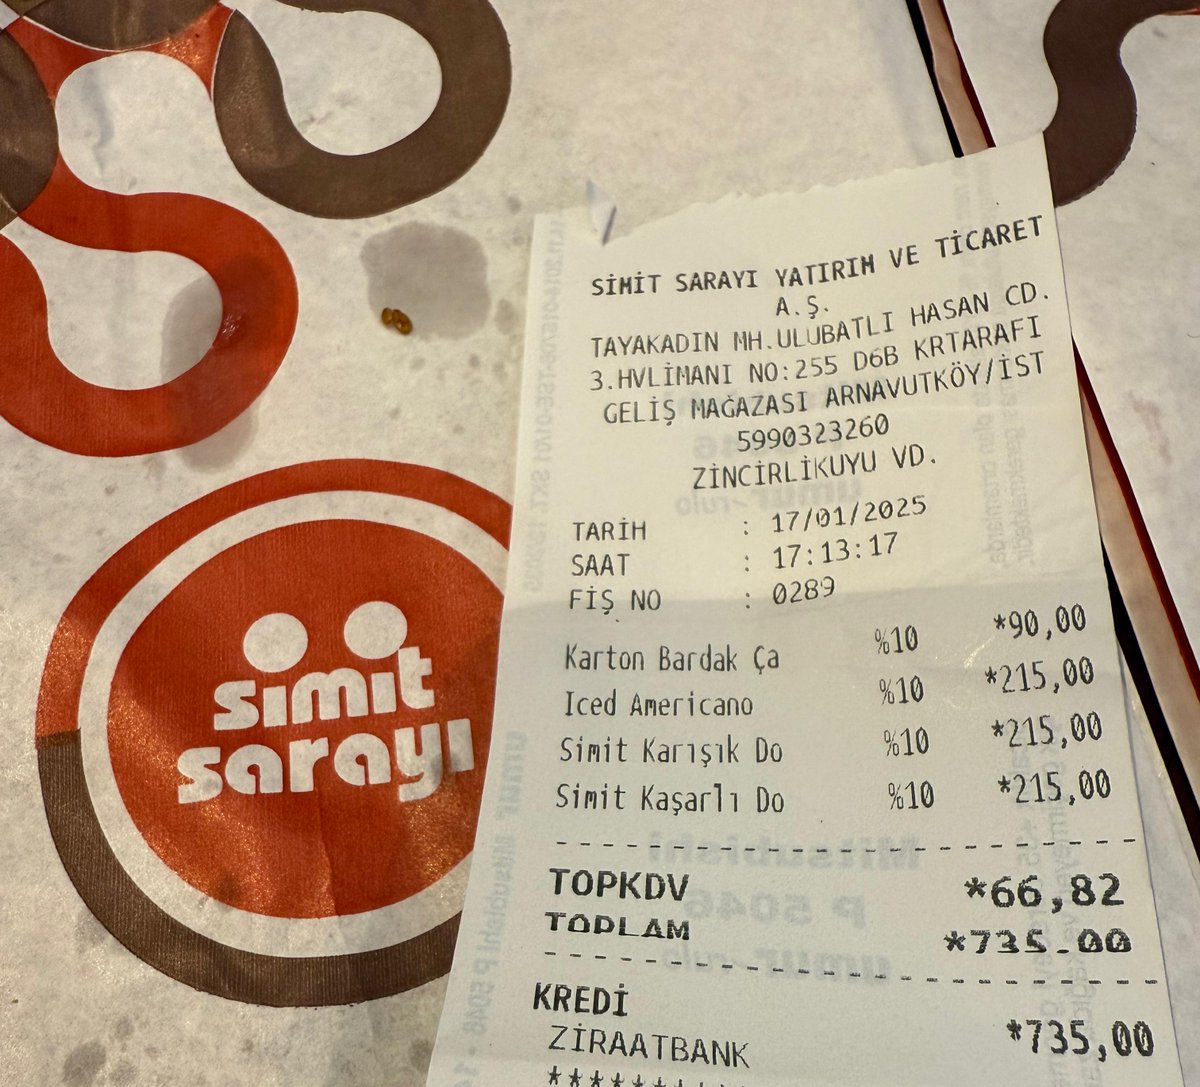 simit
sarayı
SİMİT SARAYI YATIRIM VE TİCARET
A.Ş.
TAYAKADIN MH.ULUBATLI HASAN CD.
3.HVLİMANI NO:255 D6B KRTARAFI
GELİŞ MAĞAZASI ARNAVUTKÖY/İST
5990323260
ZİNCİRLİKUYU VD.
TARİH : 17/01/2025
SAAT : 17:13:17
FİŞ NO : 0289
Karton Bardak Ça %10 *90,00
Iced Americano %10 *215,00
Simit Karışık Do %10 *215,00
Simit Kaşarlı Do %10 *215,00
TOPKDV *66,82
TOPLAM *735,00
KREDİ *735,00
ZİRAATBANK